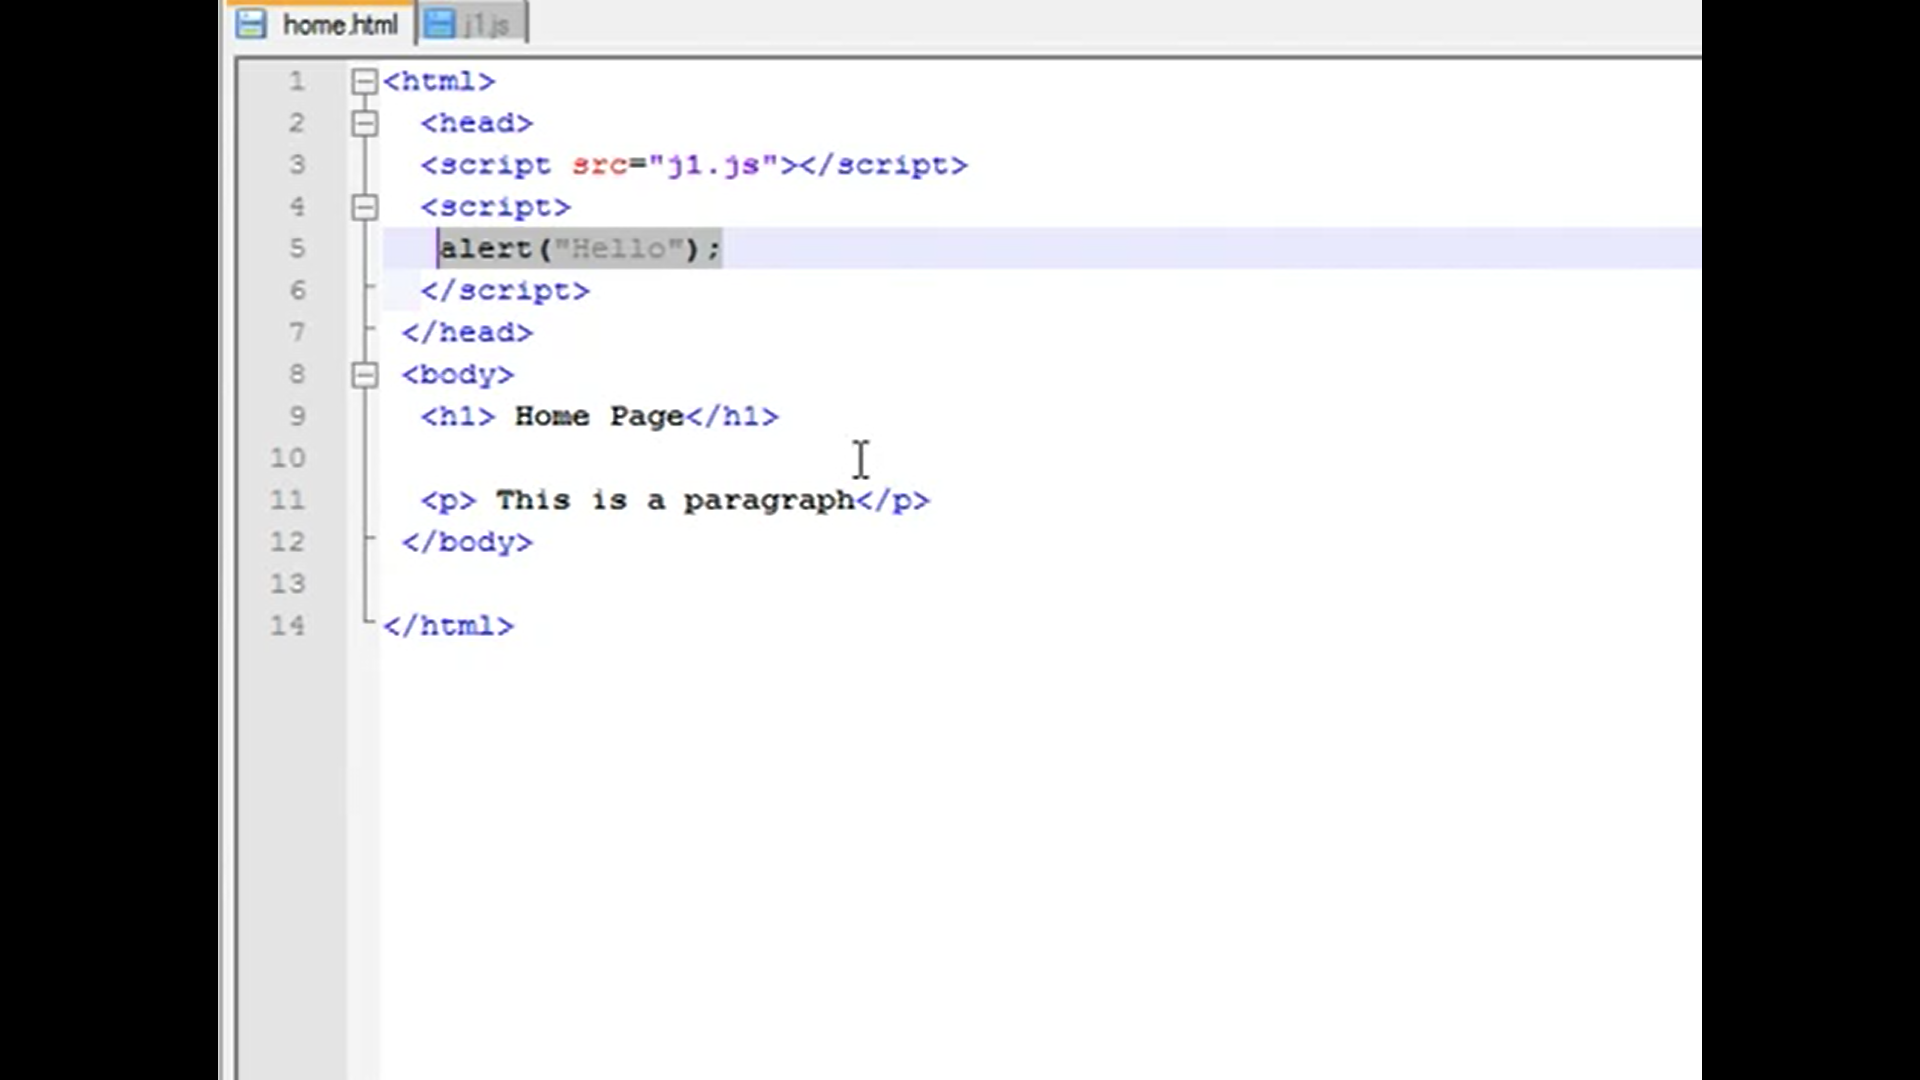 home.html j1.js
1 <html>
2 <head>
3 <script src="j1.js"></script>
4 <script>
5 alert("Hello");
6 </script>
7 </head>
8 <body>
9 <h1> Home Page</h1>
10
11 <p> This is a paragraph</p>
12 </body>
13
14 </html>